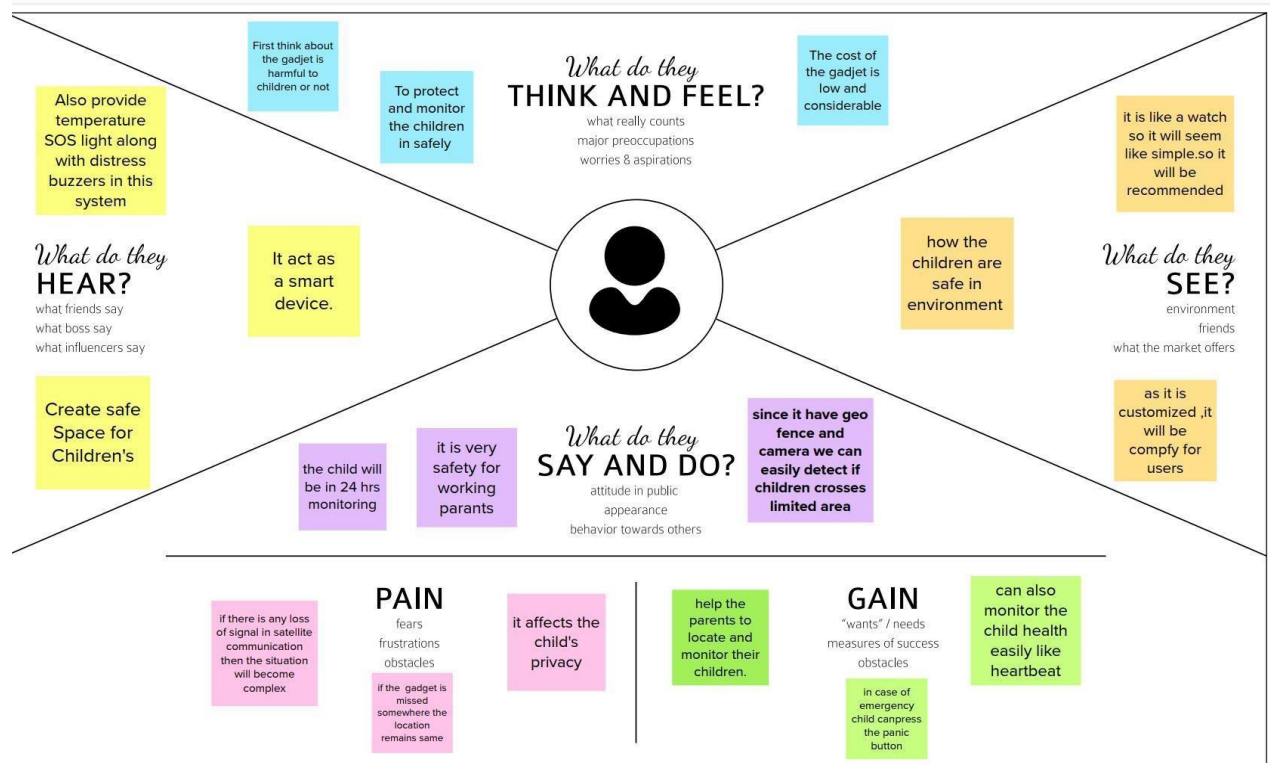 First think about
the gadjet is
harmful to
children or not
To protect
and monitor
the children
in safely
What do they
THINK AND FEEL?
what really counts
major preoccupations
worries & aspirations
The cost of
the gadjet is
low and
considerable
Also provide
temperature
SOS light along
with distress
buzzers in this
system
What do they
HEAR?
what friends say
what boss say
what influencers say
It act as
a smart
device.
Create safe
Space for
Children's
it is like a watch
so it will seem
like simple.so it
will be
recommended
how the
children are
safe in
environment
What do they
SEE?
environment
friends
what the market offers
as it is
customized ,it
will be
compfy for
users
the child will
be in 24 hrs
monitoring
it is very
safety for
working
parants
What do they
SAY AND DO?
attitude in public
appearance
behavior towards others
since it have geo
fence and
camera we can
easily detect if
children crosses
limited area
if there is any loss
of signal in satellite
communication
then the situation
will become
complex
PAIN
fears
frustrations
obstacles
if the gadget is
missed
somewhere the
location
remains same
it affects the
child's
privacy
help the
parents to
locate and
monitor their
children.
GAIN
"wants" / needs
measures of success
obstacles
in case of
emergency
child canpress
the panic
button
can also
monitor the
child health
easily like
heartbeat